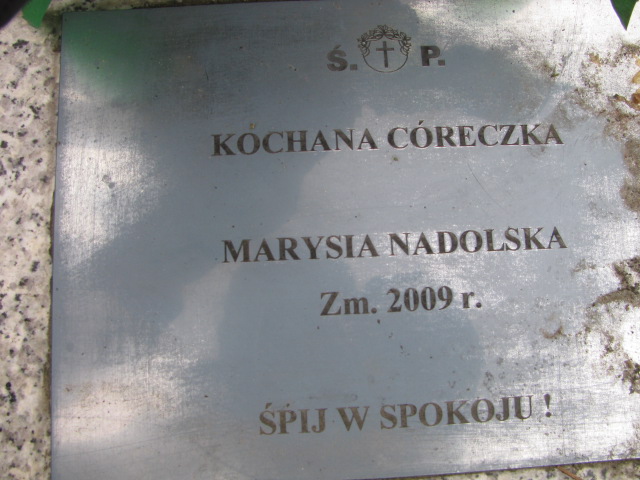 Ś. P.
KOCHANA CÓRECZKA
MARYSIA NADOLSKA
Zm. 2009 r.
ŚPIJ W SPOKOJU !